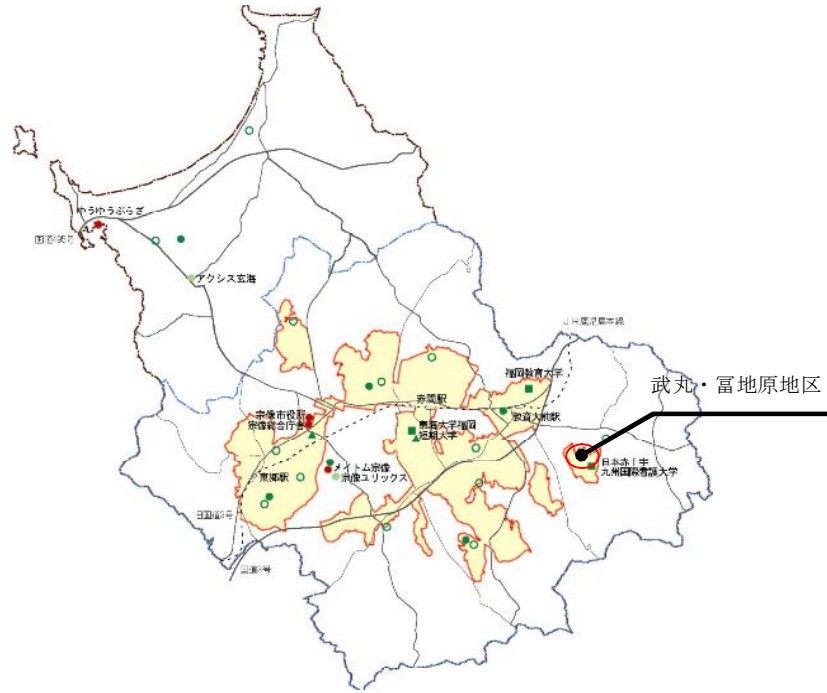 ゆうゆうぷらざ
国道495号
アクシス玄海
JR鹿児島本線
福岡教育大学
武丸・冨地原地区
赤間駅
教育大前駅
宗像市役所
宗像総合庁舎
東海大学福岡
短期大学
日本赤十字
九州国際看護大学
メイトム宗像
宗像ユリックス
東郷駅
旧国道3号
国道3号